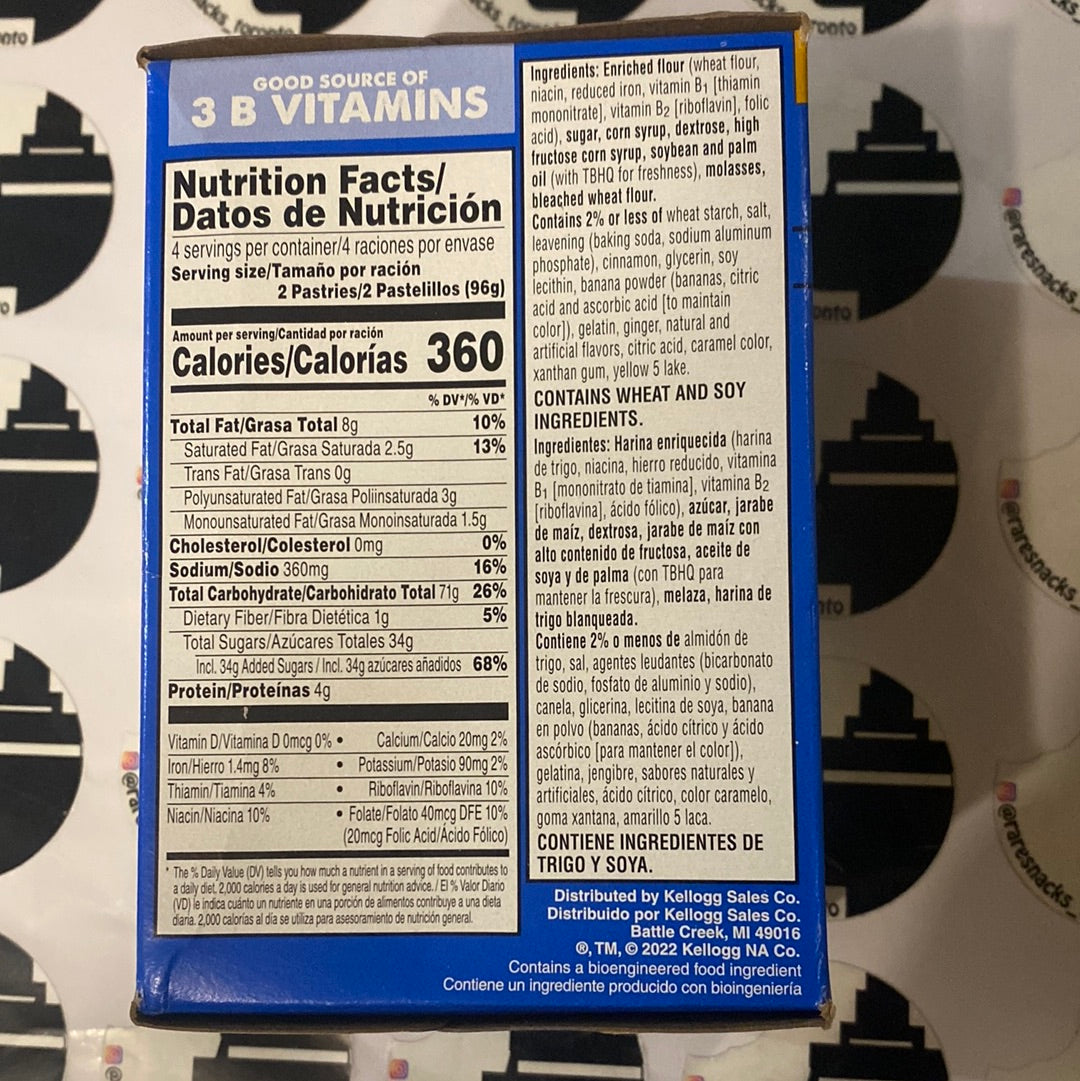 GOOD SOURCE OF
3 B VITAMINS
Nutrition Facts/
Datos de Nutrición
4 servings per container/4 raciones por envase
Serving size/Tamaño por ración
2 Pastries/2 Pastelillos (96g)
Amount per serving/Cantidad por ración
Calories/Calorías 360
% DV*/% VD*
Total Fat/Grasa Total 8g 10%
Saturated Fat/Grasa Saturada 2.5g 13%
Trans Fat/Grasa Trans 0g
Polyunsaturated Fat/Grasa Poliinsaturada 3g
Monounsaturated Fat/Grasa Monoinsaturada 1.5g
Cholesterol/Colesterol 0mg 0%
Sodium/Sodio 360mg 16%
Total Carbohydrate/Carbohidrato Total 71g 26%
Dietary Fiber/Fibra Dietética 1g 5%
Total Sugars/Azúcares Totales 34g
Incl. 34g Added Sugars / Incl. 34g azúcares añadidos 68%
Protein/Proteínas 4g
Vitamin D/Vitamina D 0mcg 0% • Calcium/Calcio 20mg 2%
Iron/Hierro 1.4mg 8% • Potassium/Potasio 90mg 2%
Thiamin/Tiamina 4% • Riboflavin/Riboflavina 10%
Niacin/Niacina 10% • Folate/Folato 40mcg DFE 10%
(20mcg Folic Acid/Ácido Fólico)
* The % Daily Value (DV) tells you how much a nutrient in a serving of food contributes to
a daily diet. 2,000 calories a day is used for general nutrition advice. / El % Valor Diario
(VD) le indica cuánto un nutriente en una porción de alimentos contribuye a una dieta
diaria. 2,000 calorías al día se utiliza para asesoramiento de nutrición general.
Ingredients: Enriched flour (wheat flour,
niacin, reduced iron, vitamin B1 [thiamin
mononitrate], vitamin B2 [riboflavin], folic
acid), sugar, corn syrup, dextrose, high
fructose corn syrup, soybean and palm
oil (with TBHQ for freshness), molasses,
bleached wheat flour.
Contains 2% or less of wheat starch, salt,
leavening (baking soda, sodium aluminum
phosphate), cinnamon, glycerin, soy
lecithin, banana powder (bananas, citric
acid and ascorbic acid [to maintain
color]), gelatin, ginger, natural and
artificial flavors, citric acid, caramel color,
xanthan gum, yellow 5 lake.
CONTAINS WHEAT AND SOY
INGREDIENTS.
Ingredientes: Harina enriquecida (harina
de trigo, niacina, hierro reducido, vitamina
B1 [mononitrato de tiamina], vitamina B2
[riboflavina], ácido fólico), azúcar, jarabe
de maíz, dextrosa, jarabe de maíz con
alto contenido de fructosa, aceite de
soya y de palma (con TBHQ para
mantener la frescura), melaza, harina de
trigo blanqueada.
Contiene 2% o menos de almidón de
trigo, sal, agentes leudantes (bicarbonato
de sodio, fosfato de aluminio y sodio),
canela, glicerina, lecitina de soya, banana
en polvo (bananas, ácido cítrico y ácido
ascórbico [para mantener el color]),
gelatina, jengibre, sabores naturales y
artificiales, ácido cítrico, color caramelo,
goma xantana, amarillo 5 laca.
CONTIENE INGREDIENTES DE
TRIGO Y SOYA.
Distributed by Kellogg Sales Co.
Distribuido por Kellogg Sales Co.
Battle Creek, MI 49016
®, TM, © 2022 Kellogg NA Co.
Contains a bioengineered food ingredient
Contiene un ingrediente producido con bioingeniería
@raresnacks_
@raresnacks_
@raresnacks_